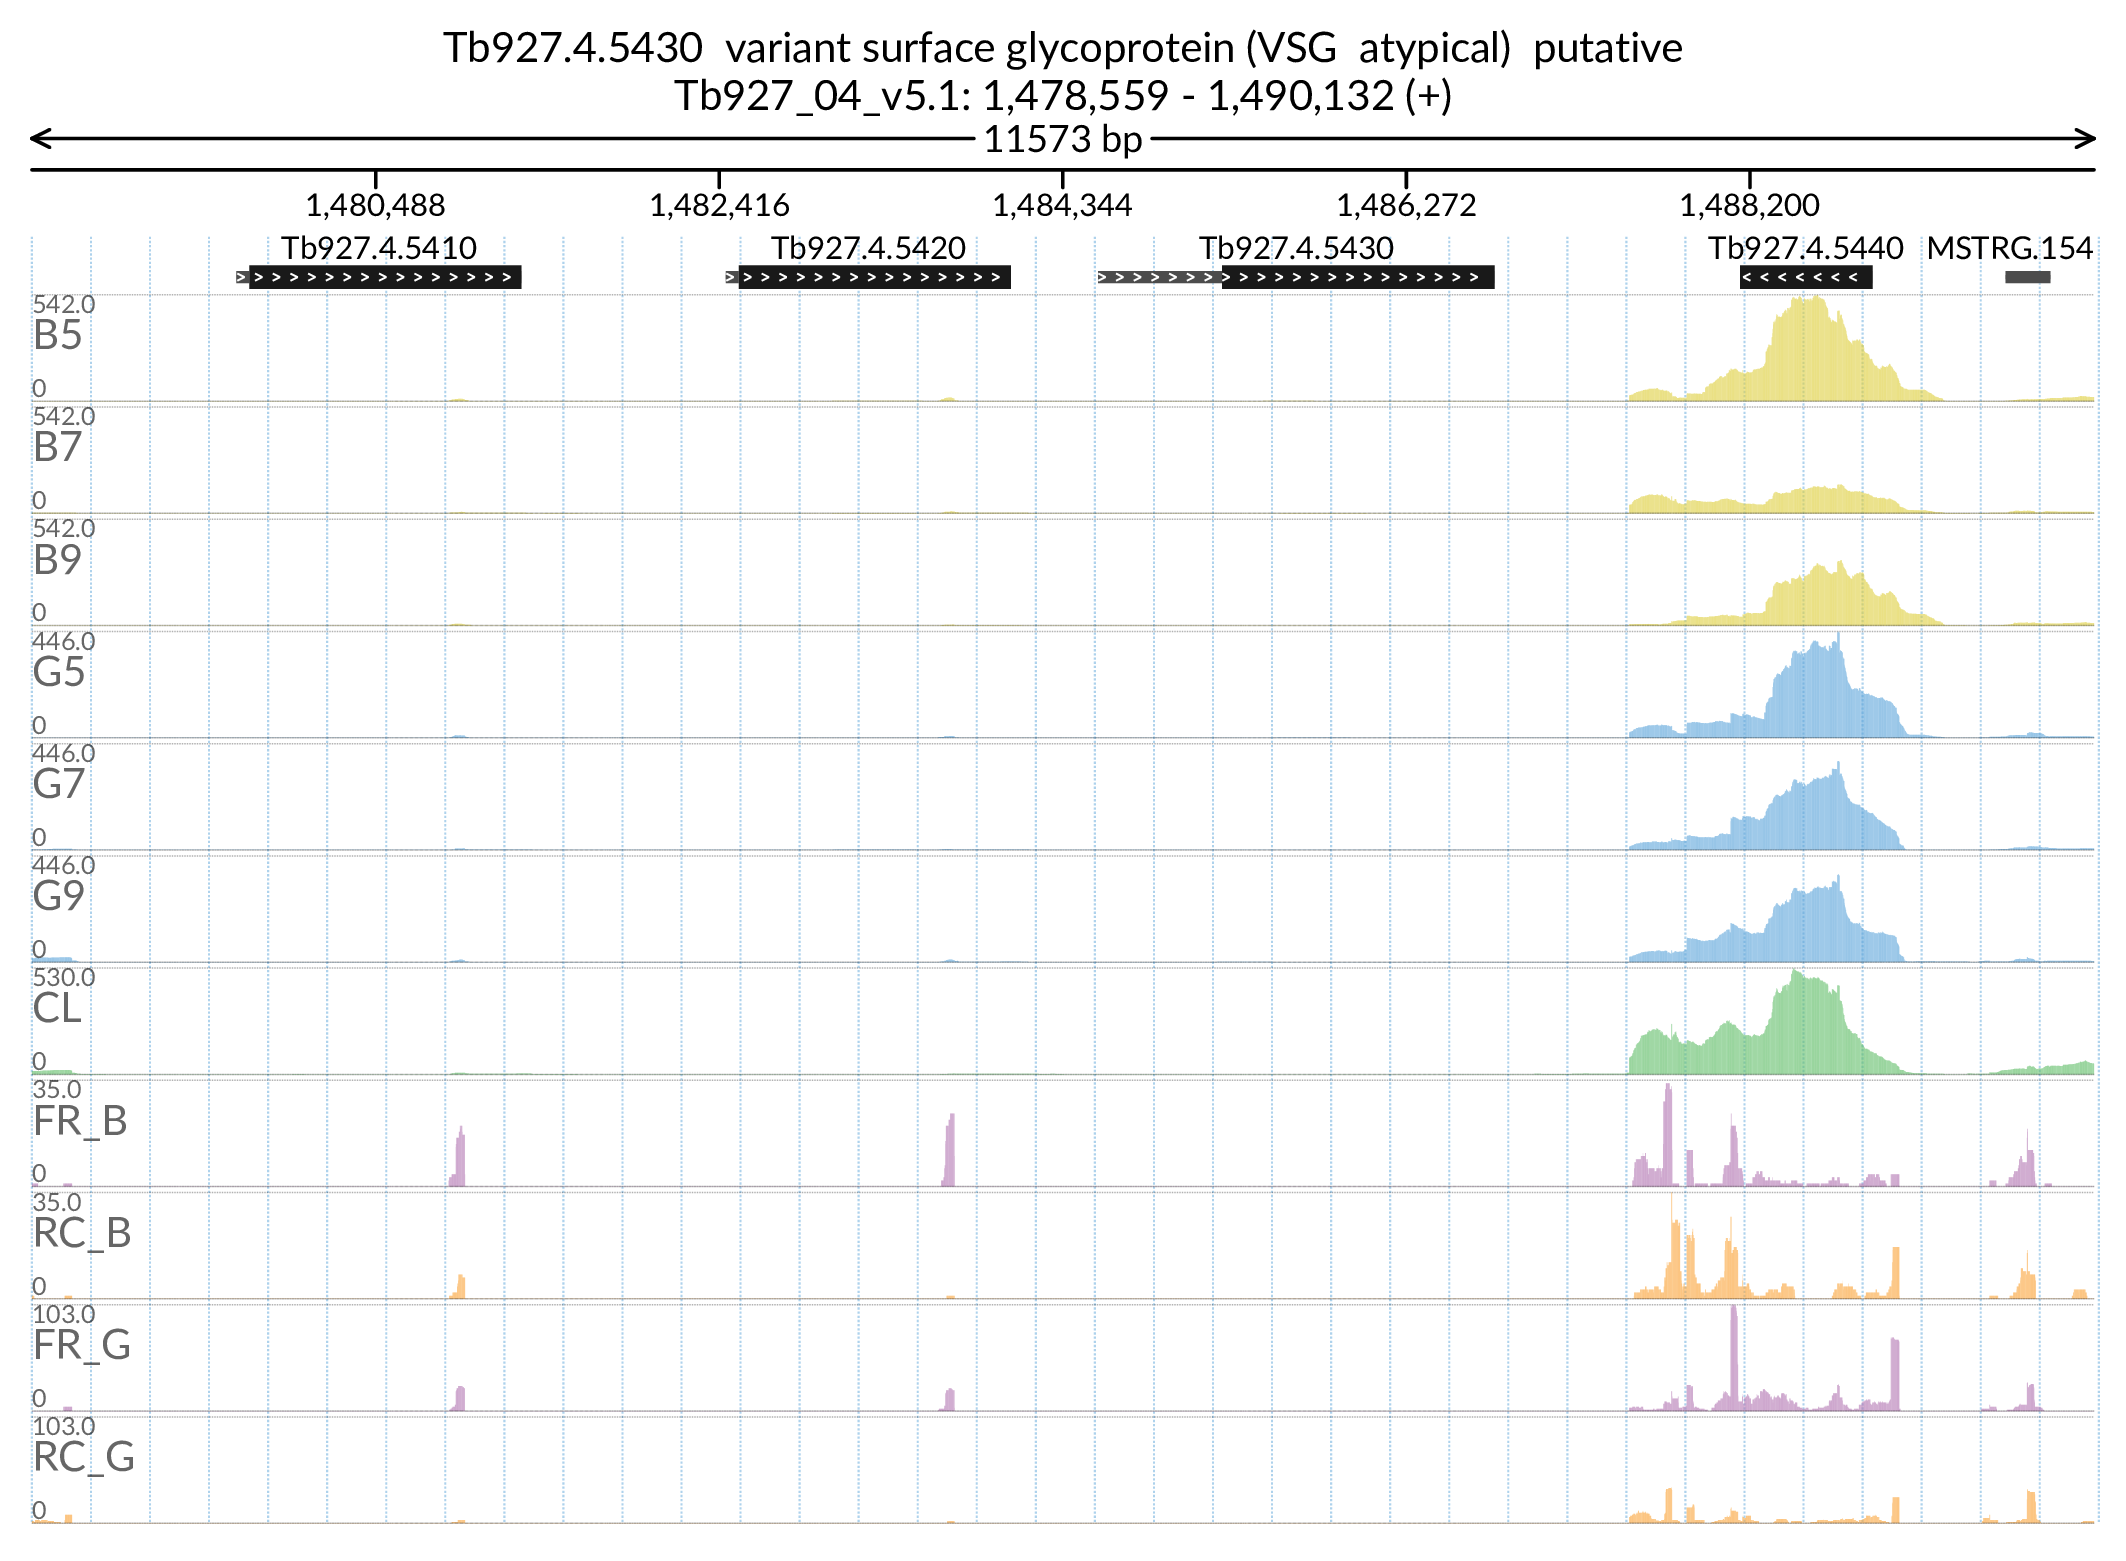 Tb927.4.5430 variant surface glycoprotein (VSG atypical) putative
Tb927_04_v5.1: 1,478,559 - 1,490,132 (+)
11573 bp
1,480,488 1,482,416 1,484,344 1,486,272 1,488,200
Tb927.4.5410 Tb927.4.5420 Tb927.4.5430 Tb927.4.5440 MSTRG.154
542.0
B5
0
542.0
B7
0
542.0
B9
0
446.0
G5
0
446.0
G7
0
446.0
G9
0
530.0
CL
0
35.0
FR_B
0
35.0
RC_B
0
103.0
FR_G
0
103.0
RC_G
0